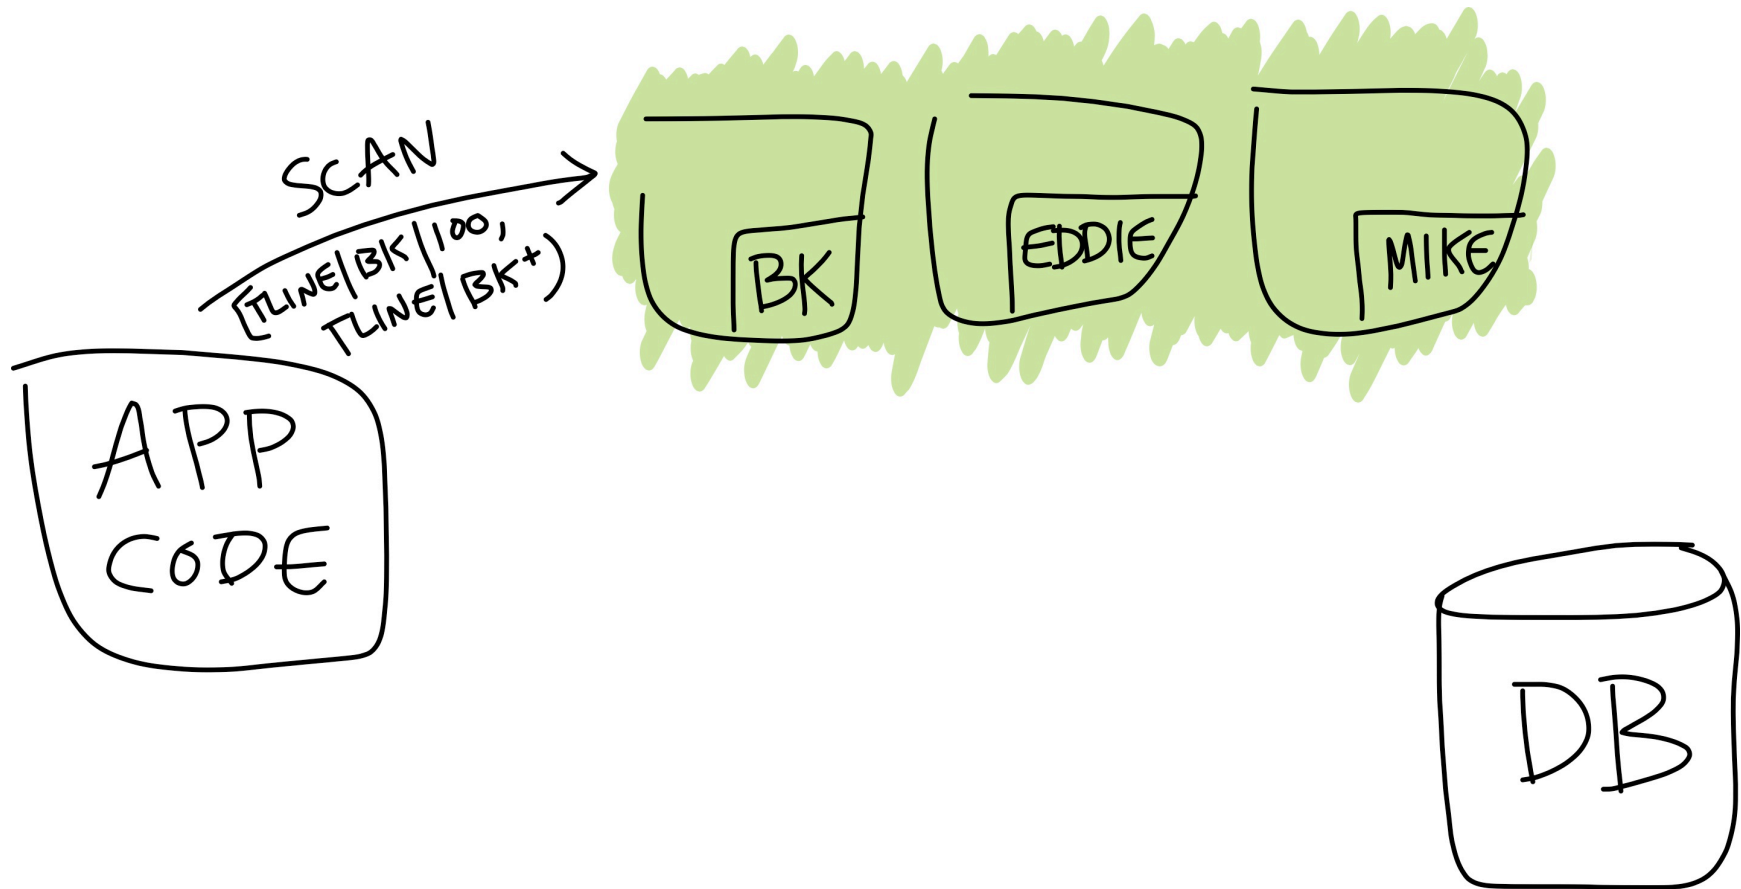 SCAN
[TLINE|BK|100,
TLINE|BK+)
BK
EDDIE
MIKE
APP
CODE
DB